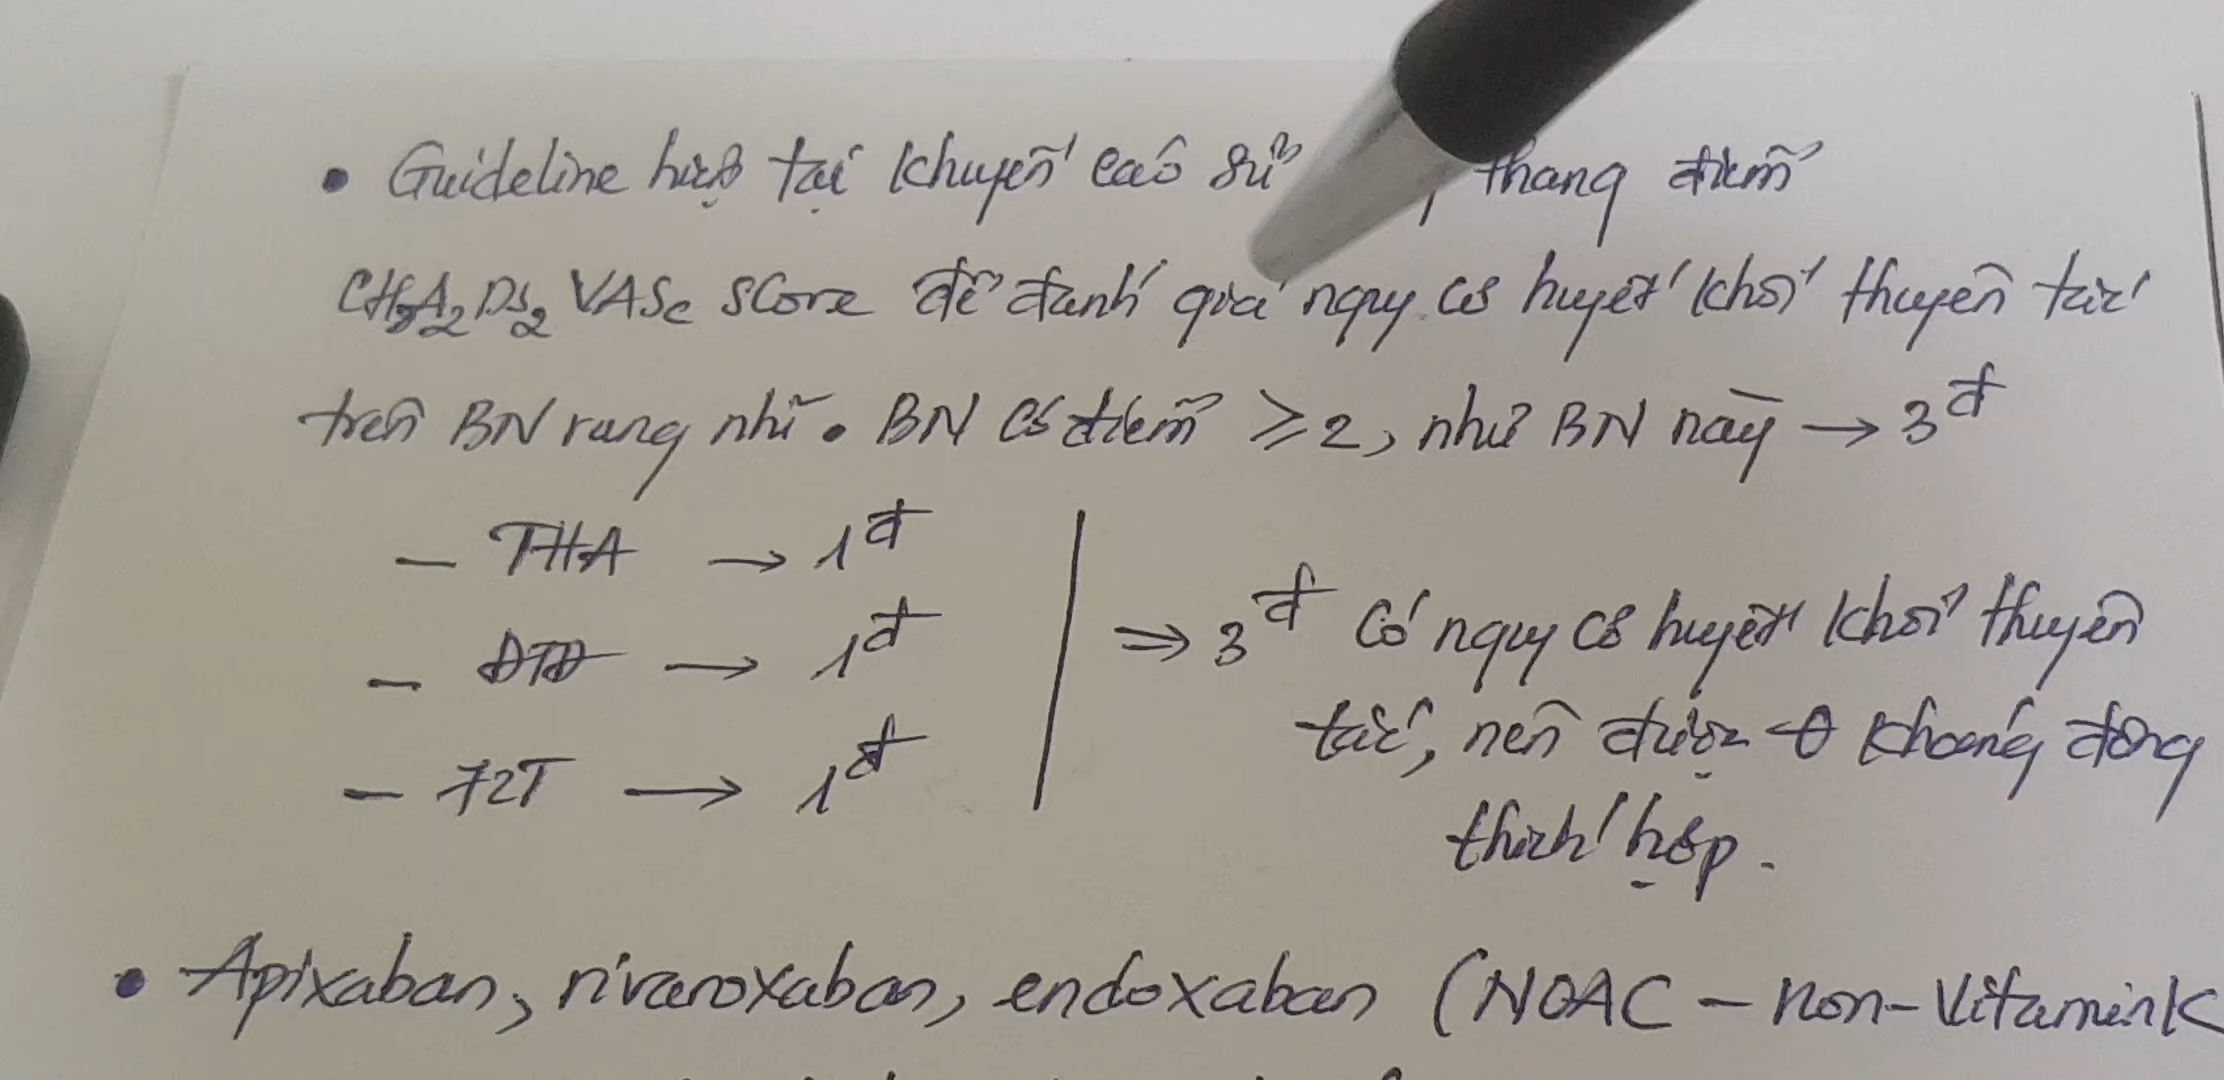 • Guideline hiện tại khuyến cáo sử thang điểm
CH₂A₂DS₂ VASc score để đánh giá nguy cơ huyết khối thuyên tắc
trên BN rung nhĩ. BN có điểm ≥2, như BN này → 3đ
- THA → 1đ
- ĐTĐ → 1đ
- 72T → 1đ
⇒ 3đ có nguy cơ huyết khối thuyên
tắc, nên được kháng đông
thích hợp.
• Apixaban, rivaroxaban, endoxaban (NOAC - non-Vitamin K